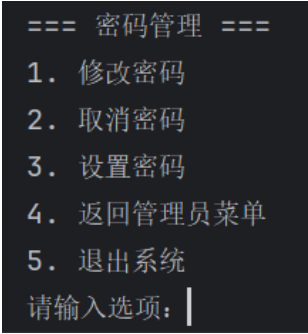 === 密码管理 ===
1. 修改密码
2. 取消密码
3. 设置密码
4. 返回管理员菜单
5. 退出系统
请输入选项: